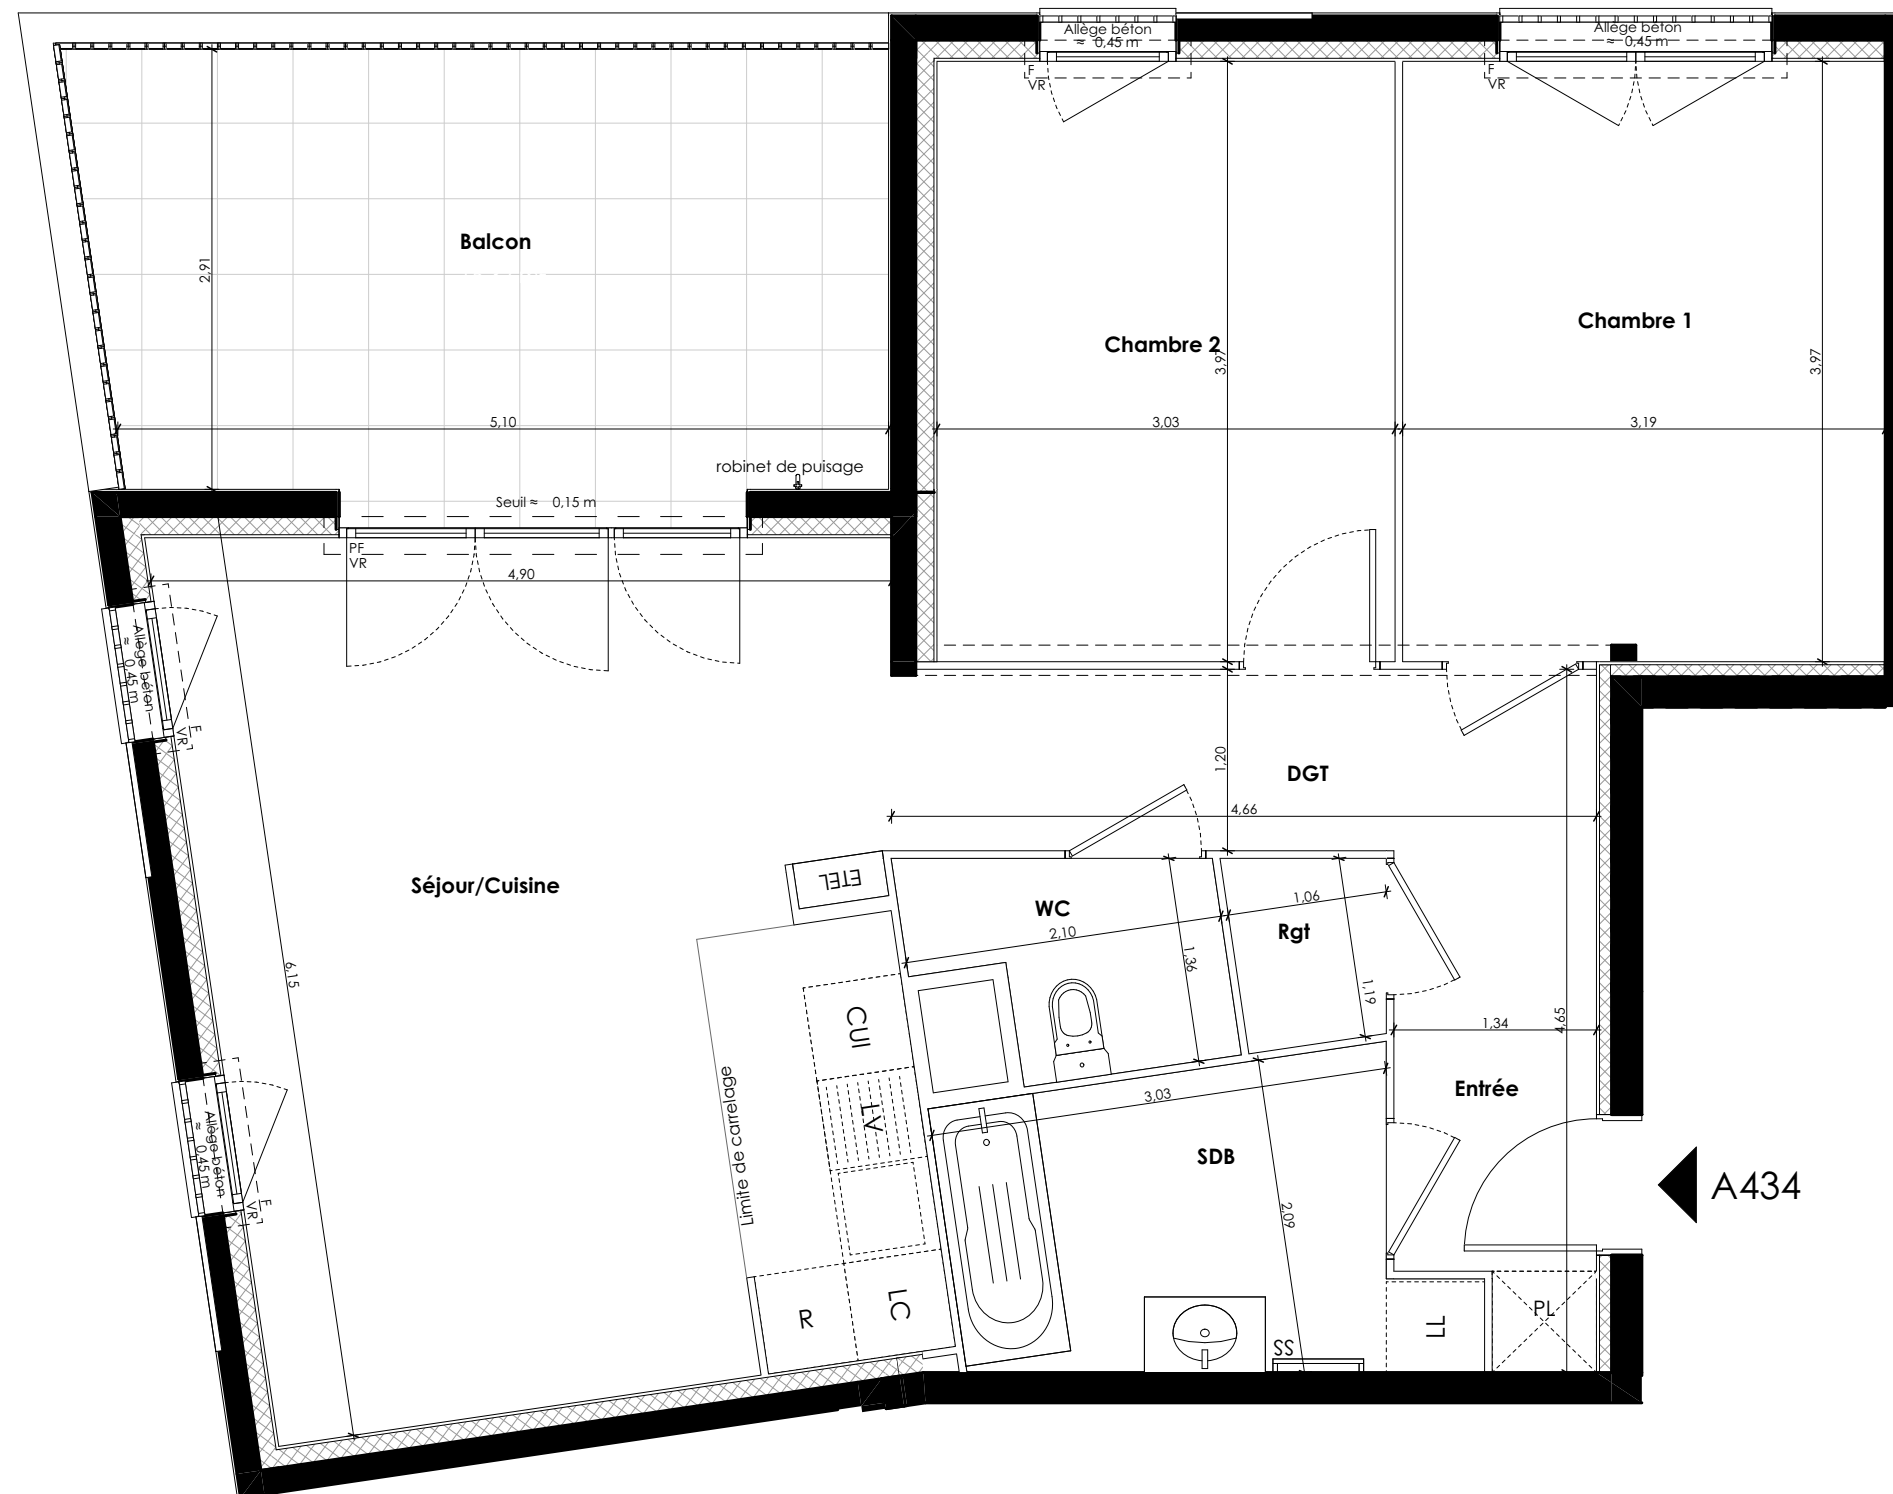 Allège béton
≈ 0,45 m
Allège béton
≈ 0,45 m
F
VR
F
VR
Balcon
2,91
Chambre 2
3,97
Chambre 1
3,97
5,10
3,03
3,19
robinet de puisage
Seuil ≈ 0,15 m
PF
VR
4,90
Allège béton
≈ 0,45 m
F
VR
1,20
DGT
4,66
Séjour/Cuisine
ETEL
WC
2,10
1,36
1,06
Rgt
1,19
6,15
CUI
1,34
4,65
Limite de carrelage
LV
3,03
Entrée
Allège béton
≈ 0,45 m
F
VR
SDB
2,09
A434
R
LC
SS
LL
PL